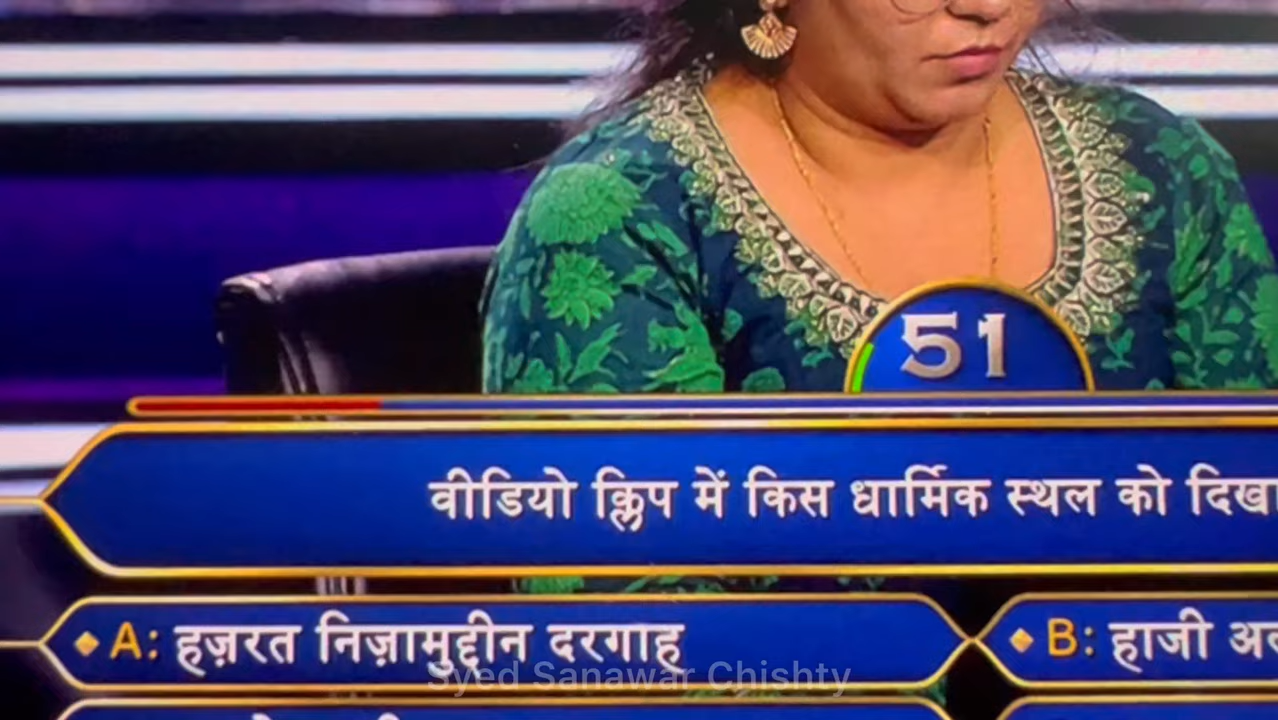 51
वीडियो क्लिप में किस धार्मिक स्थल को
A: हज़रत निज़ामुद्दीन दरगाह
B: हाजी
Syed Sanawar Chishty